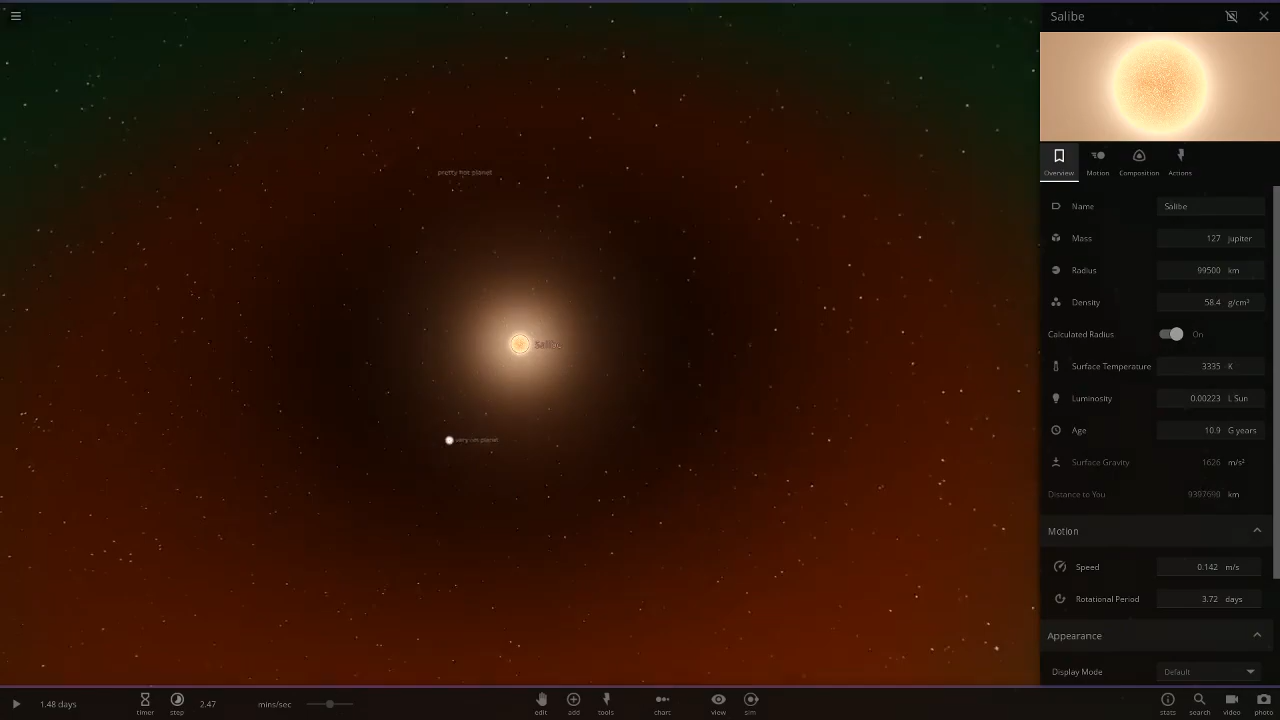 Salibe
Overview
Motion
Composition
Actions
Name Salibe
Mass 127 jupiter
Radius 99500 km
Density 58.4 g/cm³
Calculated Radius On
Surface Temperature 3335 K
Luminosity 0.00223 L Sun
Age 10.9 G years
Surface Gravity 1626 m/s²
Distance to You 9397690 km
Motion
Speed 0.142 m/s
Rotational Period 3.72 days
Appearance
Display Mode Default
pretty hot planet
Salibe
very planet
1.48 days
timer
step
2.47 mins/sec
edit
add
tools
chart
view
sim
stats
search
video
photo